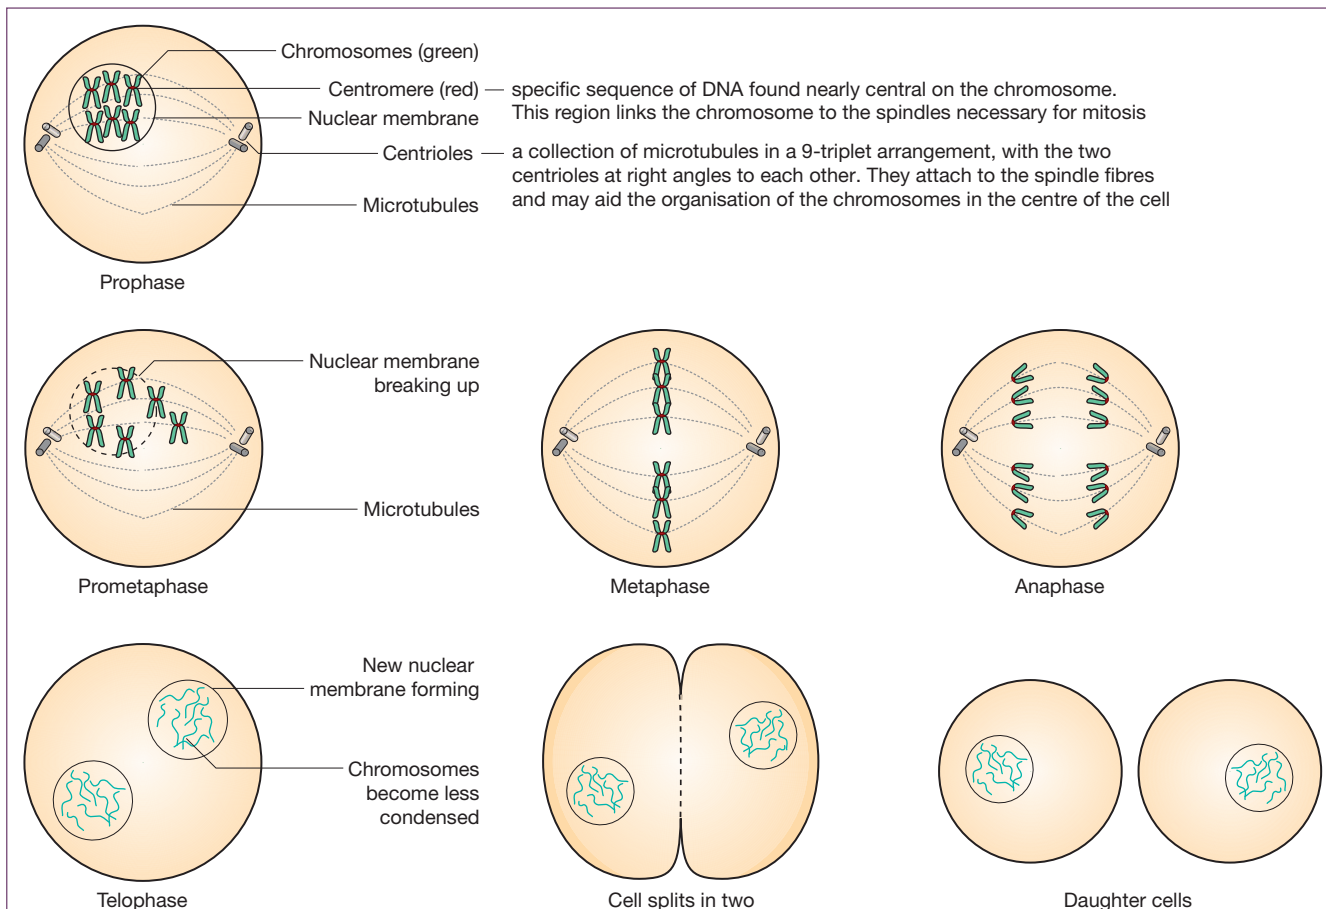 Chromosomes (green)
Centromere (red)
specific sequence of DNA found nearly central on the chromosome.
This region links the chromosome to the spindles necessary for mitosis
Nuclear membrane
Centrioles
a collection of microtubules in a 9-triplet arrangement, with the two
centrioles at right angles to each other. They attach to the spindle fibres
and may aid the organisation of the chromosomes in the centre of the cell
Microtubules
Prophase
Nuclear membrane
breaking up
Microtubules
Prometaphase
Metaphase
Anaphase
New nuclear
membrane forming
Chromosomes
become less
condensed
Telophase
Cell splits in two
Daughter cells